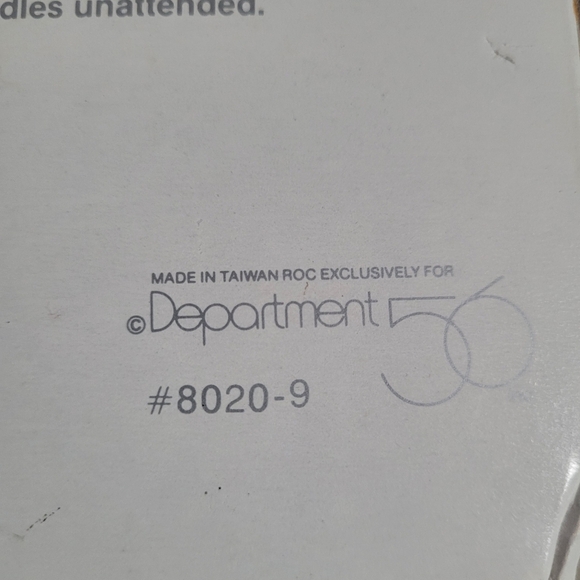 dles unattended.
MADE IN TAIWAN ROC EXCLUSIVELY FOR
©Department 56
#8020-9